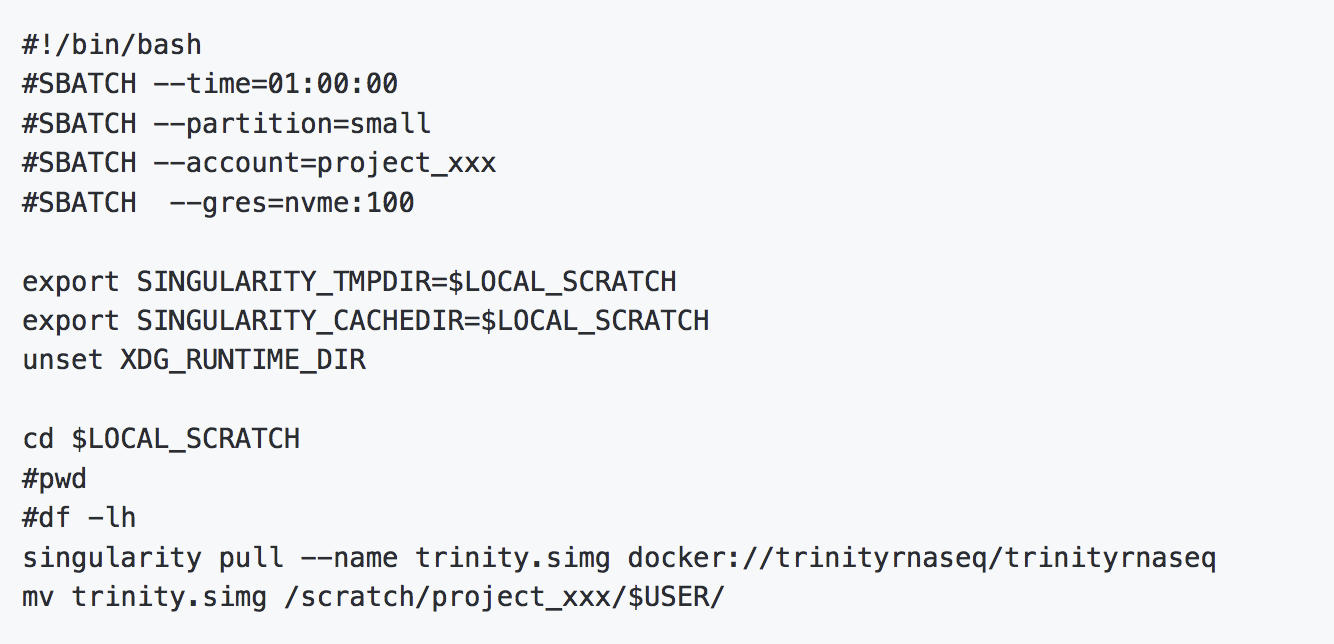 #!/bin/bash
#SBATCH --time=01:00:00
#SBATCH --partition=small
#SBATCH --account=project_xxx
#SBATCH  --gres=nvme:100
export SINGULARITY_TMPDIR=$LOCAL_SCRATCH
export SINGULARITY_CACHEDIR=$LOCAL_SCRATCH
unset XDG_RUNTIME_DIR
cd $LOCAL_SCRATCH
#pwd
#df -lh
singularity pull --name trinity.simg docker://trinityrnaseq/trinityrnaseq
mv trinity.simg /scratch/project_xxx/$USER/